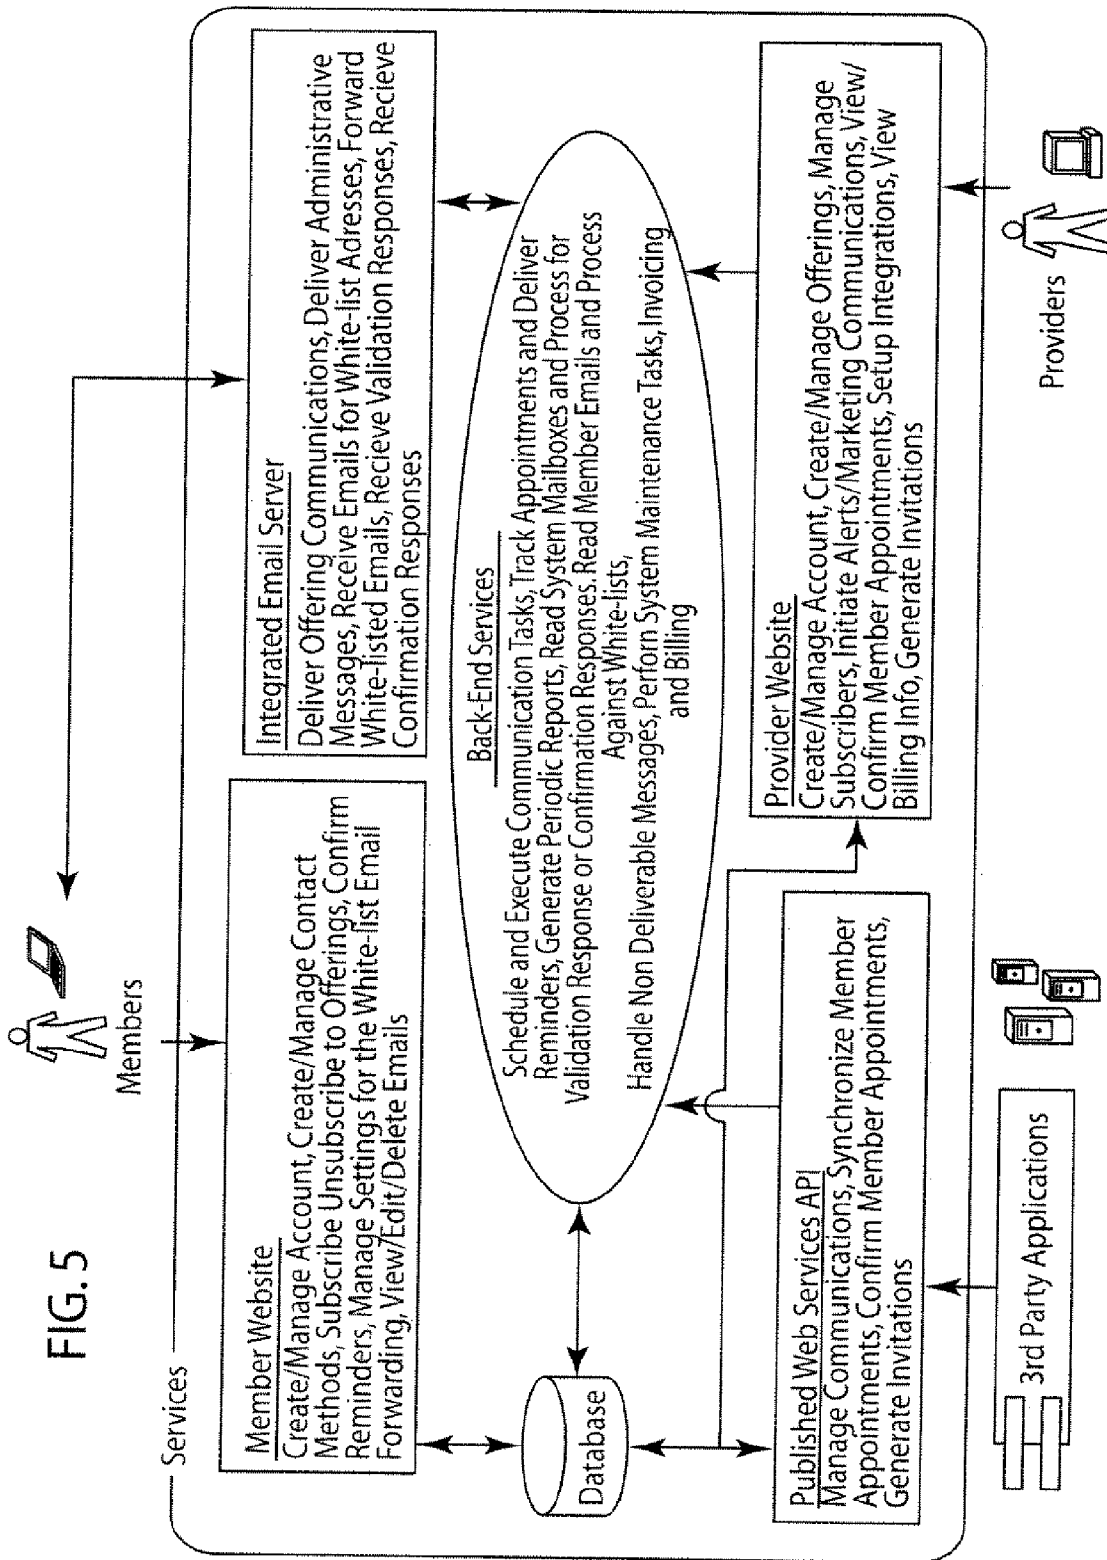 FIG. 5
Members
Services
Member Website
Create/Manage Account, Create/Manage Contact
Methods, Subscribe Unsubscribe to Offerings, Confirm
Reminders, Manage Settings for the White-list Email
Forwarding, View/Edit/Delete Emails
Integrated Email Server
Deliver Offering Communications, Deliver Administrative
Messages, Receive Emails for White-list Adresses, Forward
White-listed Emails, Recieve Validation Responses, Recieve
Confirmation Responses
Database
Back-End Services
Schedule and Execute Communication Tasks, Track Appointments and Deliver
Reminders, Generate Periodic Reports, Read System Mailboxes and Process for
Validation Response or Confirmation Responses. Read Member Emails and Process
Against White-lists,
Handle Non Deliverable Messages, Perform System Maintenance Tasks, Invoicing
and Billing
Published Web Services API
Manage Communications, Synchronize Member
Appointments, Confirm Member Appointments,
Generate Invitations
Provider Website
Create/Manage Account, Create/Manage Offerings, Manage
Subscribers, Initiate Alerts/Marketing Communications, View/
Confirm Member Appointments, Setup Integrations, View
Billing Info, Generate Invitations
3rd Party Applications
Providers